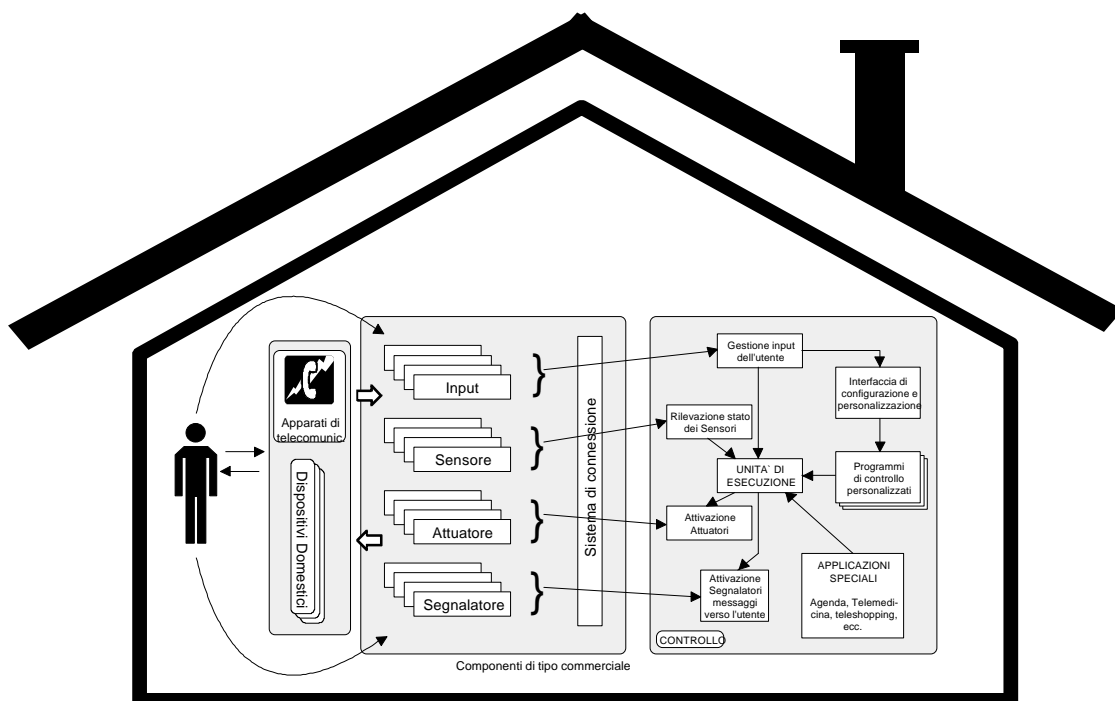 Apparati di
telecomunic.
Dispositivi Domestici
Input
Sensore
Attuatore
Segnalatore
Sistema di connessione
Componenti di tipo commerciale
Gestione input
dell'utente
Interfaccia di
configurazione e
personalizzazione
Rilevazione stato
dei Sensori
UNITA` DI
ESECUZIONE
Programmi
di controllo
personalizzati
Attivazione
Attuatori
Attivazione
Segnalatori
messaggi
verso l'utente
APPLICAZIONI
SPECIALI
Agenda, Telemedi-
cina, teleshopping,
ecc.
CONTROLLO